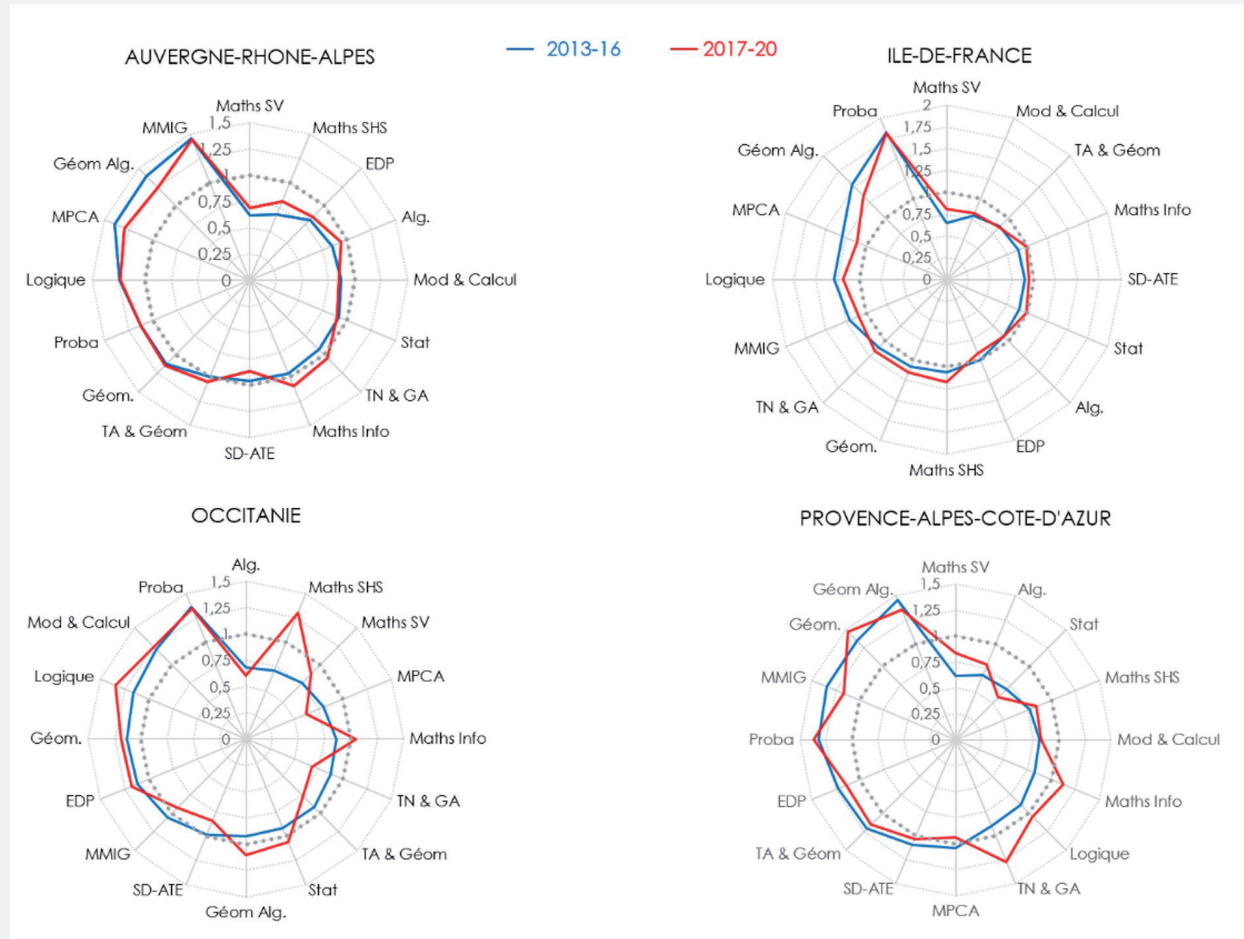 2013-16
2017-20
AUVERGNE-RHONE-ALPES
Maths SV
Maths SHS
EDP
Alg.
Mod & Calcul
Stat
TN & GA
Maths Info
SD-ATE
TA & Géom
Géom.
Proba
Logique
MPCA
Géom Alg.
MMIG
1,5
1,25
1
0,75
0,5
0,25
0
ILE-DE-FRANCE
Maths SV
Mod & Calcul
TA & Géom
Maths Info
SD-ATE
Stat
Alg.
EDP
Maths SHS
Géom.
TN & GA
MMIG
Logique
MPCA
Géom Alg.
Proba
2
1,75
1,5
1,25
1
0,75
0,5
0,25
0
OCCITANIE
Alg.
Maths SHS
Maths SV
MPCA
Maths Info
TN & GA
TA & Géom
Stat
Géom Alg.
SD-ATE
MMIG
EDP
Géom.
Logique
Mod & Calcul
Proba
1,5
1,25
1
0,75
0,5
0,25
0
PROVENCE-ALPES-COTE-D'AZUR
Maths SV
Alg.
Stat
Maths SHS
Mod & Calcul
Maths Info
Logique
TN & GA
MPCA
SD-ATE
TA & Géom
EDP
Proba
MMIG
Géom.
Géom Alg.
1,5
1,25
1
0,75
0,5
0,25
0